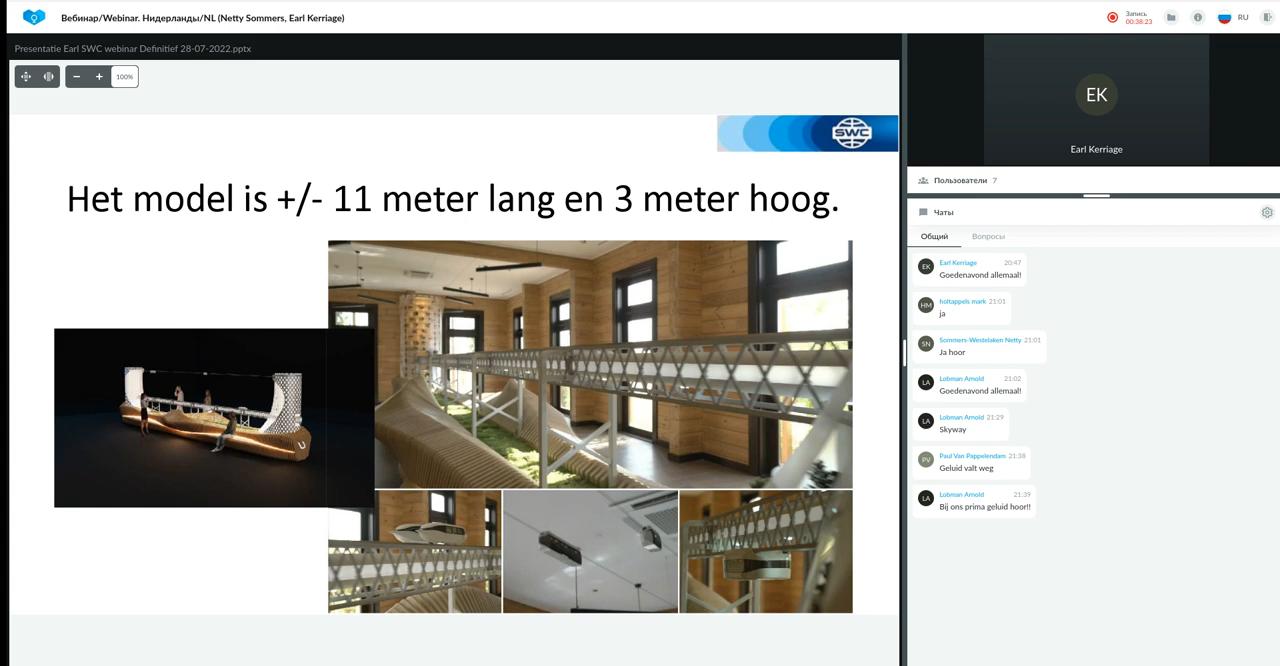 Вебинар/Webinar. Нидерланды/NL (Netty Sommers, Earl Kerriage)
Запись
00:38:23
RU
Presentatie Earl SWC webinar Definitief 28-07-2022.pptx
100%
SWC
Het model is +/- 11 meter lang en 3 meter hoog.
U
EK
Earl Kerriage
Пользователи 7
Чаты
Общий
Вопросы
EK
Earl Kerriage 20:47
Goedenavond allemaal!
HM
holtappels mark 21:01
ja
SN
Sommers-Westelaken Netty 21:01
Ja hoor
LA
Lobman Arnold 21:02
Goedenavond allemaal!
LA
Lobman Arnold 21:29
Skyway
PV
Paul Van Pappelendam 21:38
Geluid valt weg
LA
Lobman Arnold 21:39
Bij ons prima geluid hoor!!